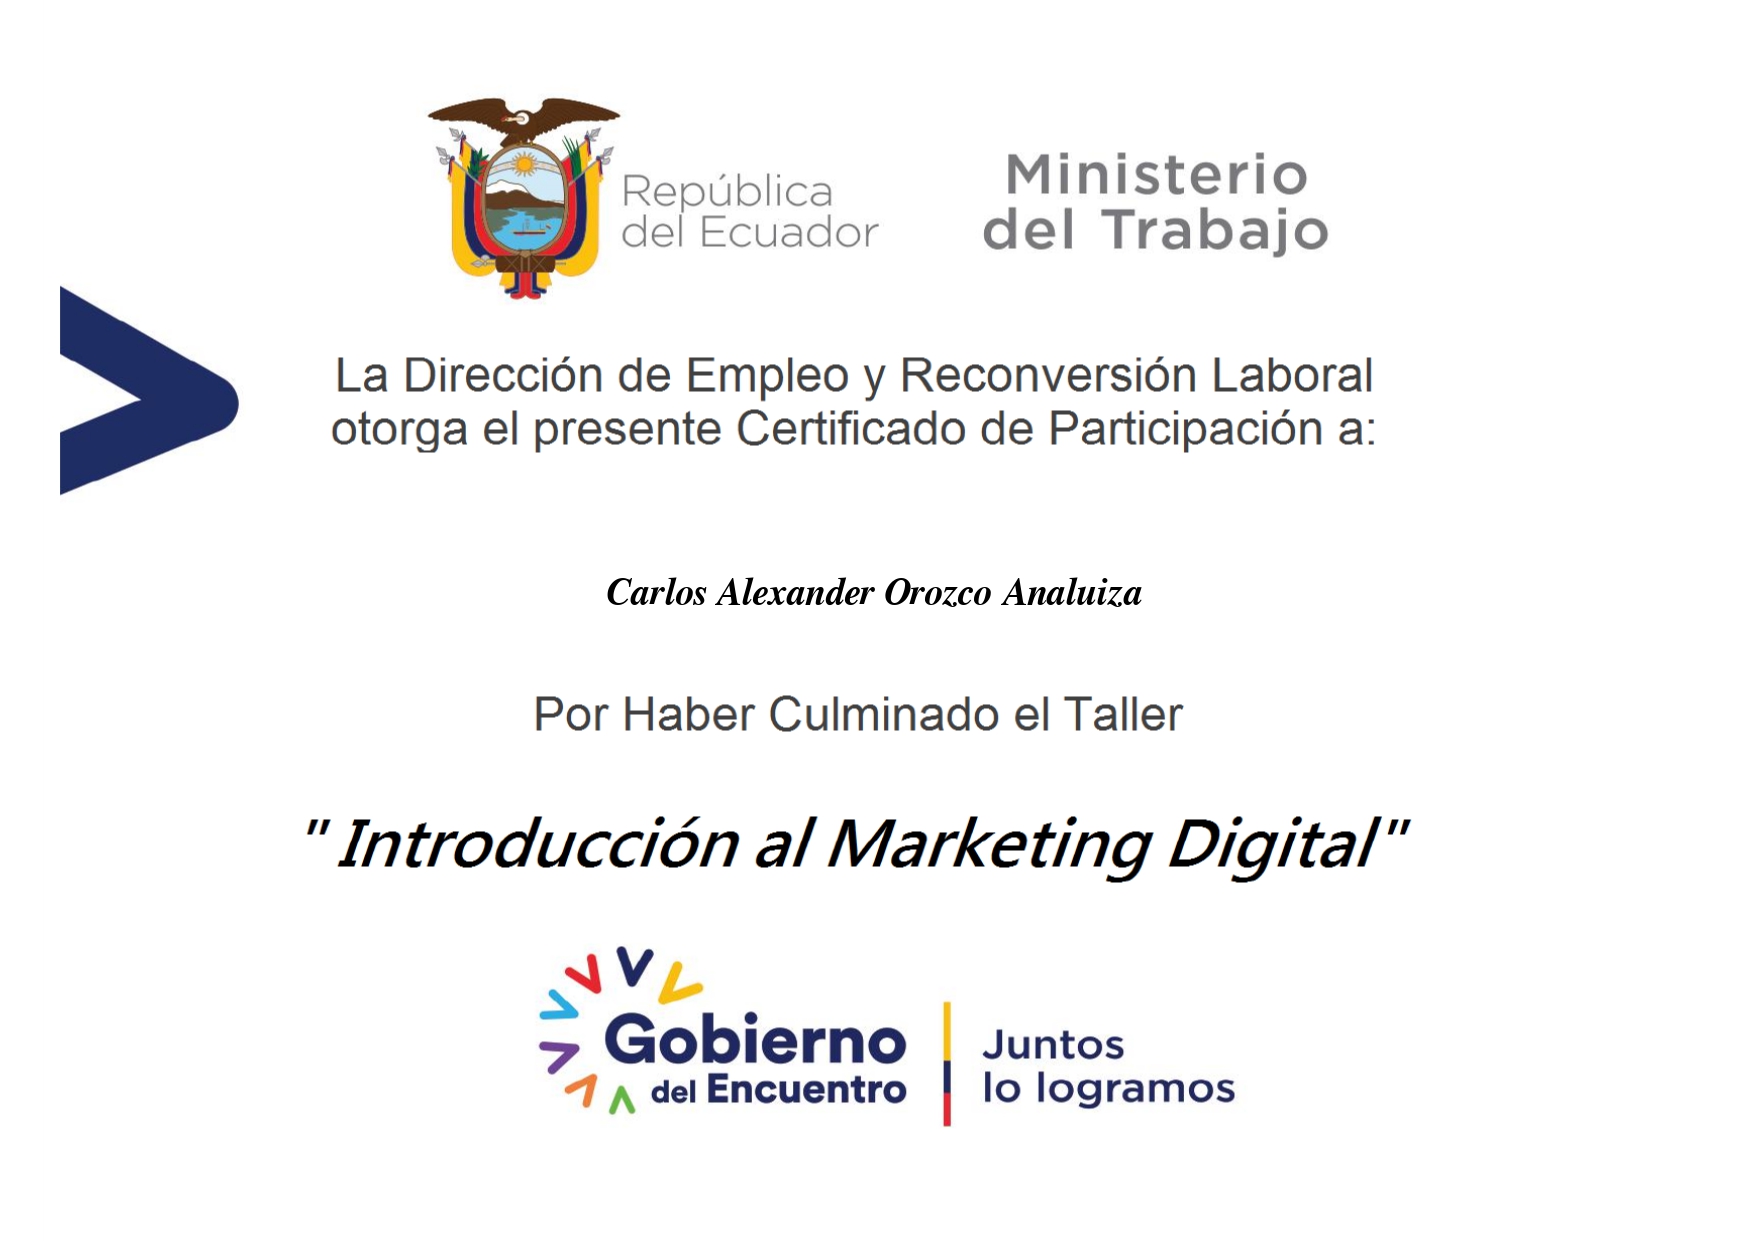 República
del Ecuador
Ministerio
del Trabajo
La Dirección de Empleo y Reconversión Laboral
otorga el presente Certificado de Participación a:
Carlos Alexander Orozco Analuiza
Por Haber Culminado el Taller
"Introducción al Marketing Digital"
Gobierno
del Encuentro
Juntos
lo logramos